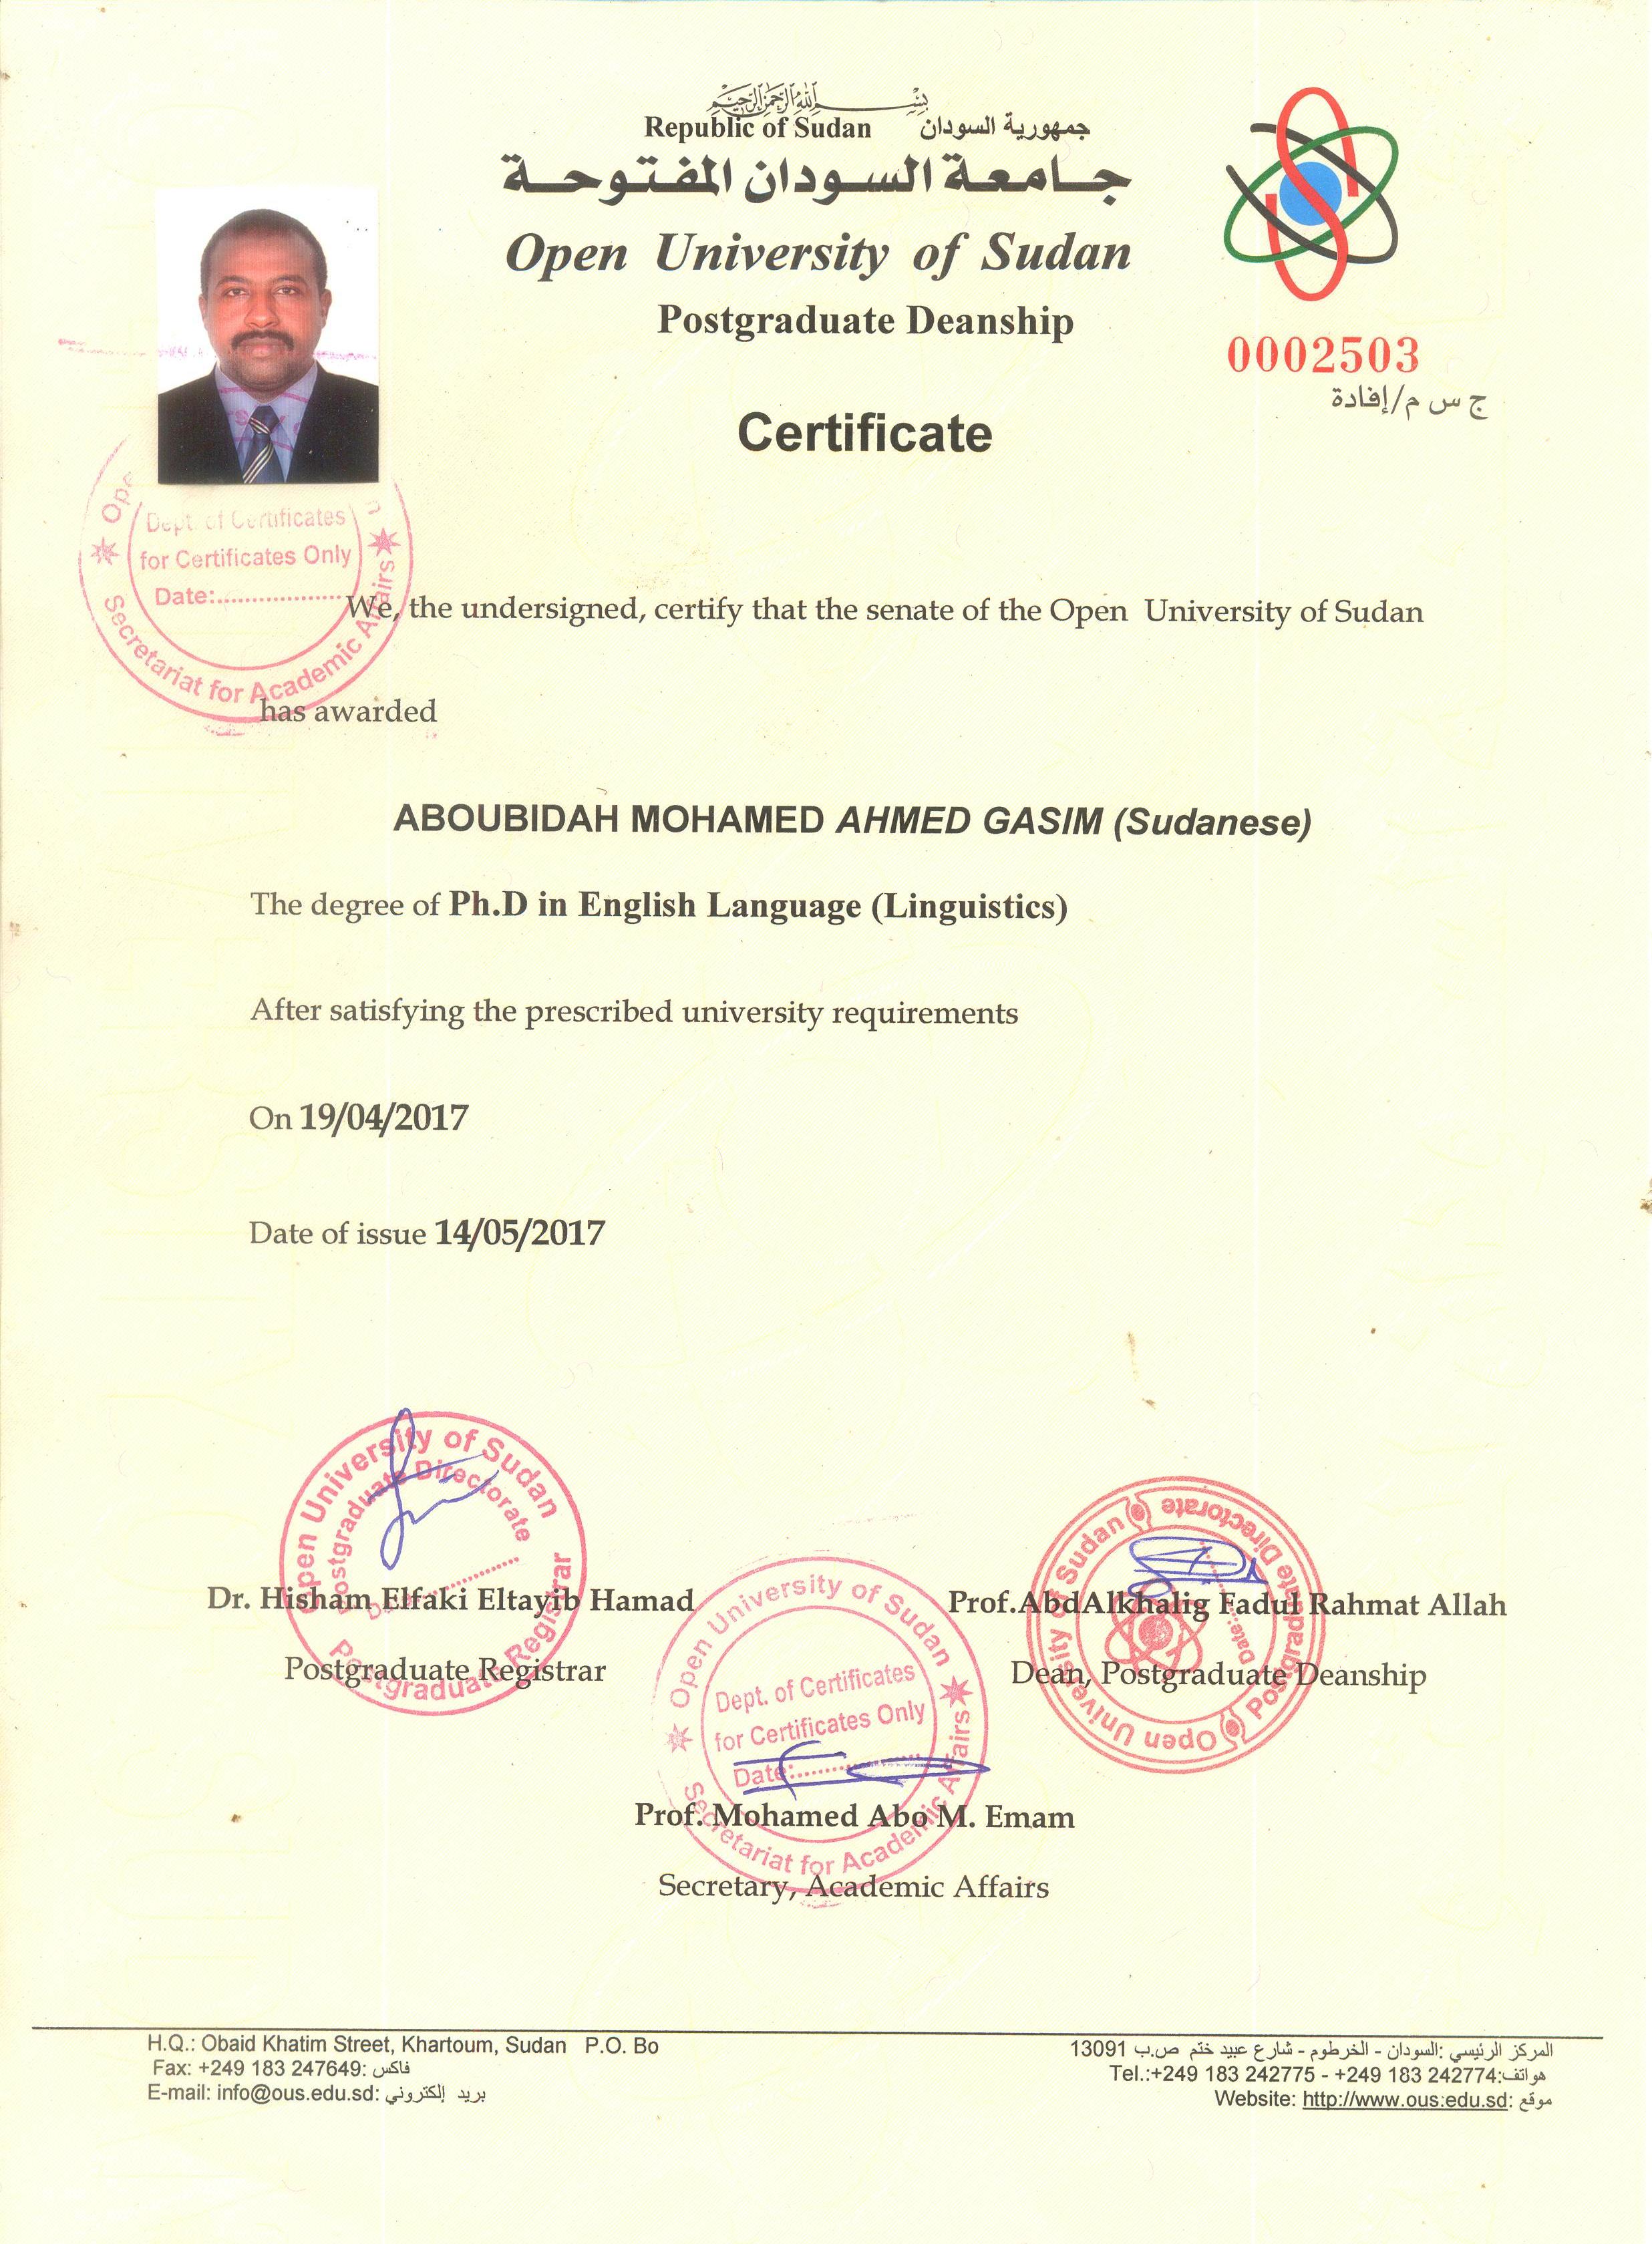 بسم الله الرحمن الرحيم
Republic of Sudan جمهورية السودان
جامعة السودان المفتوحة
Open University of Sudan
Postgraduate Deanship
0002503
ج س م/إفادة
Certificate
Dept. of Certificates
for Certificates Only
Date:....................
Secretariat for Academic Affairs
We, the undersigned, certify that the senate of the Open University of Sudan
has awarded
ABOUBIDAH MOHAMED AHMED GASIM (Sudanese)
The degree of Ph.D in English Language (Linguistics)
After satisfying the prescribed university requirements
On 19/04/2017
Date of issue 14/05/2017
Open University of Sudan
Postgraduate Directorate
Date:....................
Postgraduate Registrar
Dr. Hisham Elfaki Eltayib Hamad
Postgraduate Registrar
Open University of Sudan
Postgraduate Directorate
Date:....................
Prof.AbdAlkhalig Fadul Rahmat Allah
Dean, Postgraduate Deanship
Open University of Sudan
Dept. of Certificates
for Certificates Only
Date:....................
Secretariat for Academic Affairs
Prof. Mohamed Abo M. Emam
Secretary, Academic Affairs
H.Q.: Obaid Khatim Street, Khartoum, Sudan P.O. Bo
Fax: +249 183 247649: فاكس
E-mail: info@ous.edu.sd: بريد إلكتروني
المركز الرئيسي :السودان - الخرطوم - شارع عبيد ختم ص.ب 13091
Tel.:+249 183 242775 - +249 183 242774:هواتف
Website: http://www.ous.edu.sd: موقع